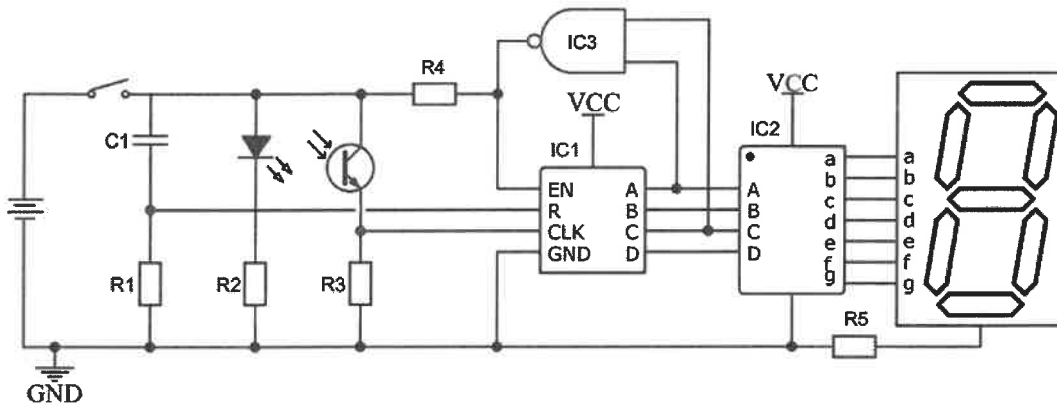 IC3
R4
VCC
VCC
C1
IC1
IC2
EN
R
CLK
GND
A
B
C
D
A
B
C
D
a
b
c
d
e
f
g
a
b
c
d
e
f
g
R1
R2
R3
R5
GND